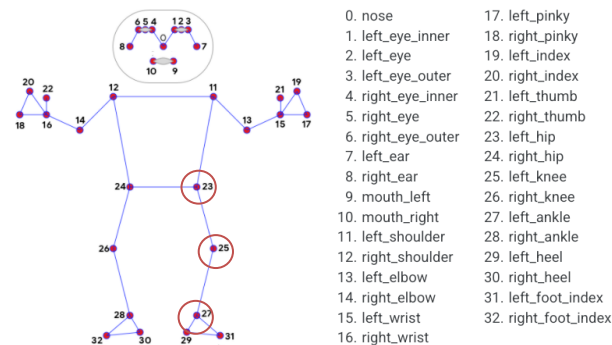 6 5 4 1 2 3
0
8 7
10 9
20 22 12 11 21 19
18 16 14 13 15 17
24 23
26 25
28 27
32 30 29 31
0. nose
1. left_eye_inner
2. left_eye
3. left_eye_outer
4. right_eye_inner
5. right_eye
6. right_eye_outer
7. left_ear
8. right_ear
9. mouth_left
10. mouth_right
11. left_shoulder
12. right_shoulder
13. left_elbow
14. right_elbow
15. left_wrist
16. right_wrist
17. left_pinky
18. right_pinky
19. left_index
20. right_index
21. left_thumb
22. right_thumb
23. left_hip
24. right_hip
25. left_knee
26. right_knee
27. left_ankle
28. right_ankle
29. left_heel
30. right_heel
31. left_foot_index
32. right_foot_index